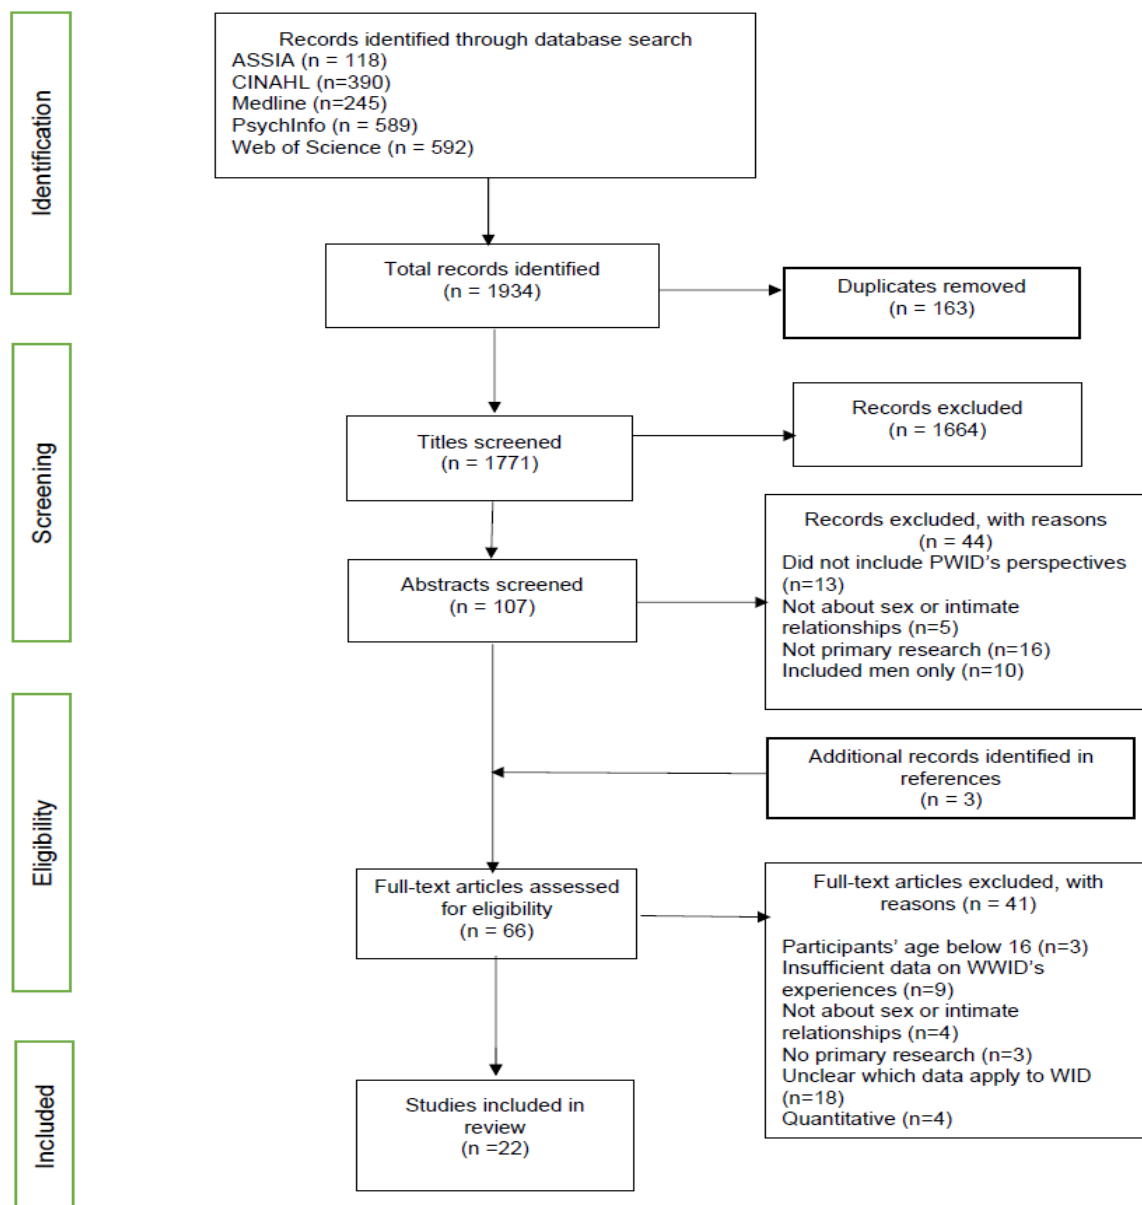 Identification
Records identified through database search
ASSIA (n = 118)
CINAHL (n=390)
Medline (n=245)
PsychInfo (n = 589)
Web of Science (n = 592)
Total records identified
(n = 1934)
Duplicates removed
(n = 163)
Screening
Titles screened
(n = 1771)
Records excluded
(n = 1664)
Abstracts screened
(n = 107)
Records excluded, with reasons
(n = 44)
Did not include PWID's perspectives
(n=13)
Not about sex or intimate
relationships (n=5)
Not primary research (n=16)
Included men only (n=10)
Eligibility
Additional records identified in
references
(n = 3)
Full-text articles assessed
for eligibility
(n = 66)
Full-text articles excluded, with
reasons (n = 41)
Participants' age below 16 (n=3)
Insufficient data on WWID's
experiences (n=9)
Not about sex or intimate
relationships (n=4)
No primary research (n=3)
Unclear which data apply to WID
(n=18)
Quantitative (n=4)
Included
Studies included in
review
(n =22)